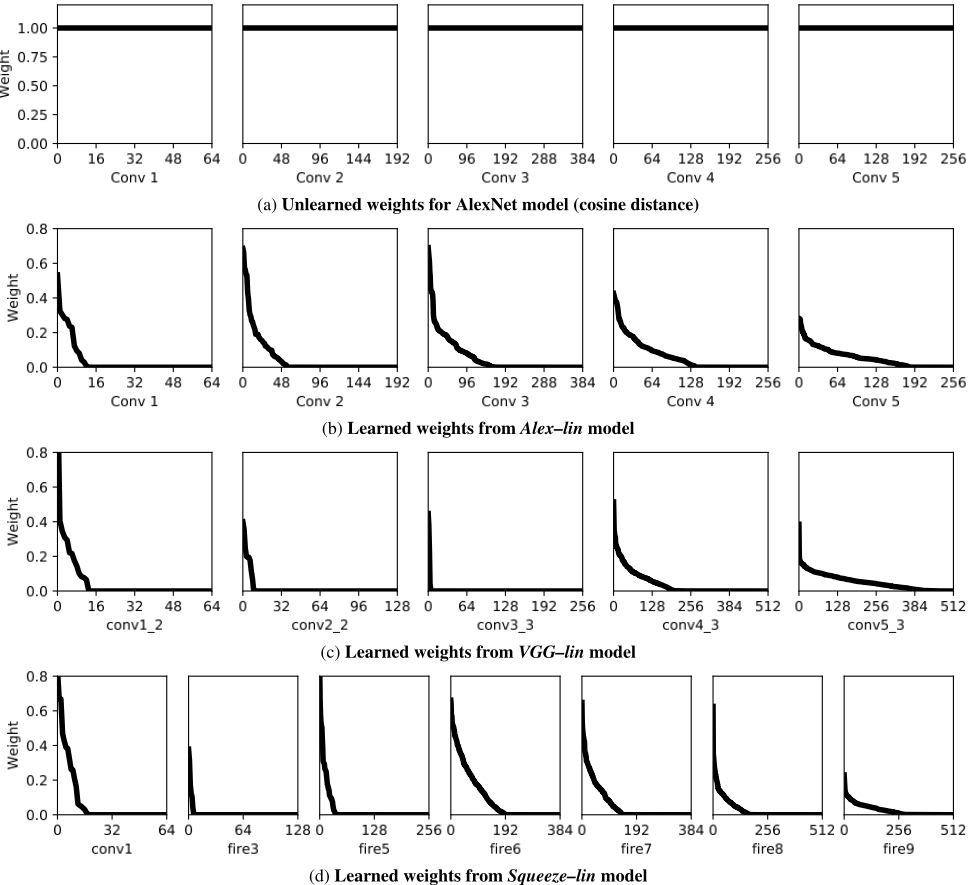 1.00
0.75
0.50
0.25
0.00
Weight
0 16 32 48 64
0 48 96 144 192
0 96 192 288 384
0 64 128 192 256
0 64 128 192 256
Conv 1
Conv 2
Conv 3
Conv 4
Conv 5
(a) Unlearned weights for AlexNet model (cosine distance)
0.8
0.6
0.4
0.2
0.0
Weight
0 16 32 48 64
0 48 96 144 192
0 96 192 288 384
0 64 128 192 256
0 64 128 192 256
Conv 1
Conv 2
Conv 3
Conv 4
Conv 5
(b) Learned weights from Alex–lin model
0.8
0.6
0.4
0.2
0.0
Weight
0 16 32 48 64
0 32 64 96 128
0 64 128 192 256
0 128 256 384 512
0 128 256 384 512
conv1_2
conv2_2
conv3_3
conv4_3
conv5_3
(c) Learned weights from VGG–lin model
0.8
0.6
0.4
0.2
0.0
Weight
0 32 64
0 64 128
0 128 256
0 192 384
0 192 384
0 256 512
0 256 512
conv1
fire3
fire5
fire6
fire7
fire8
fire9
(d) Learned weights from Squeeze–lin model